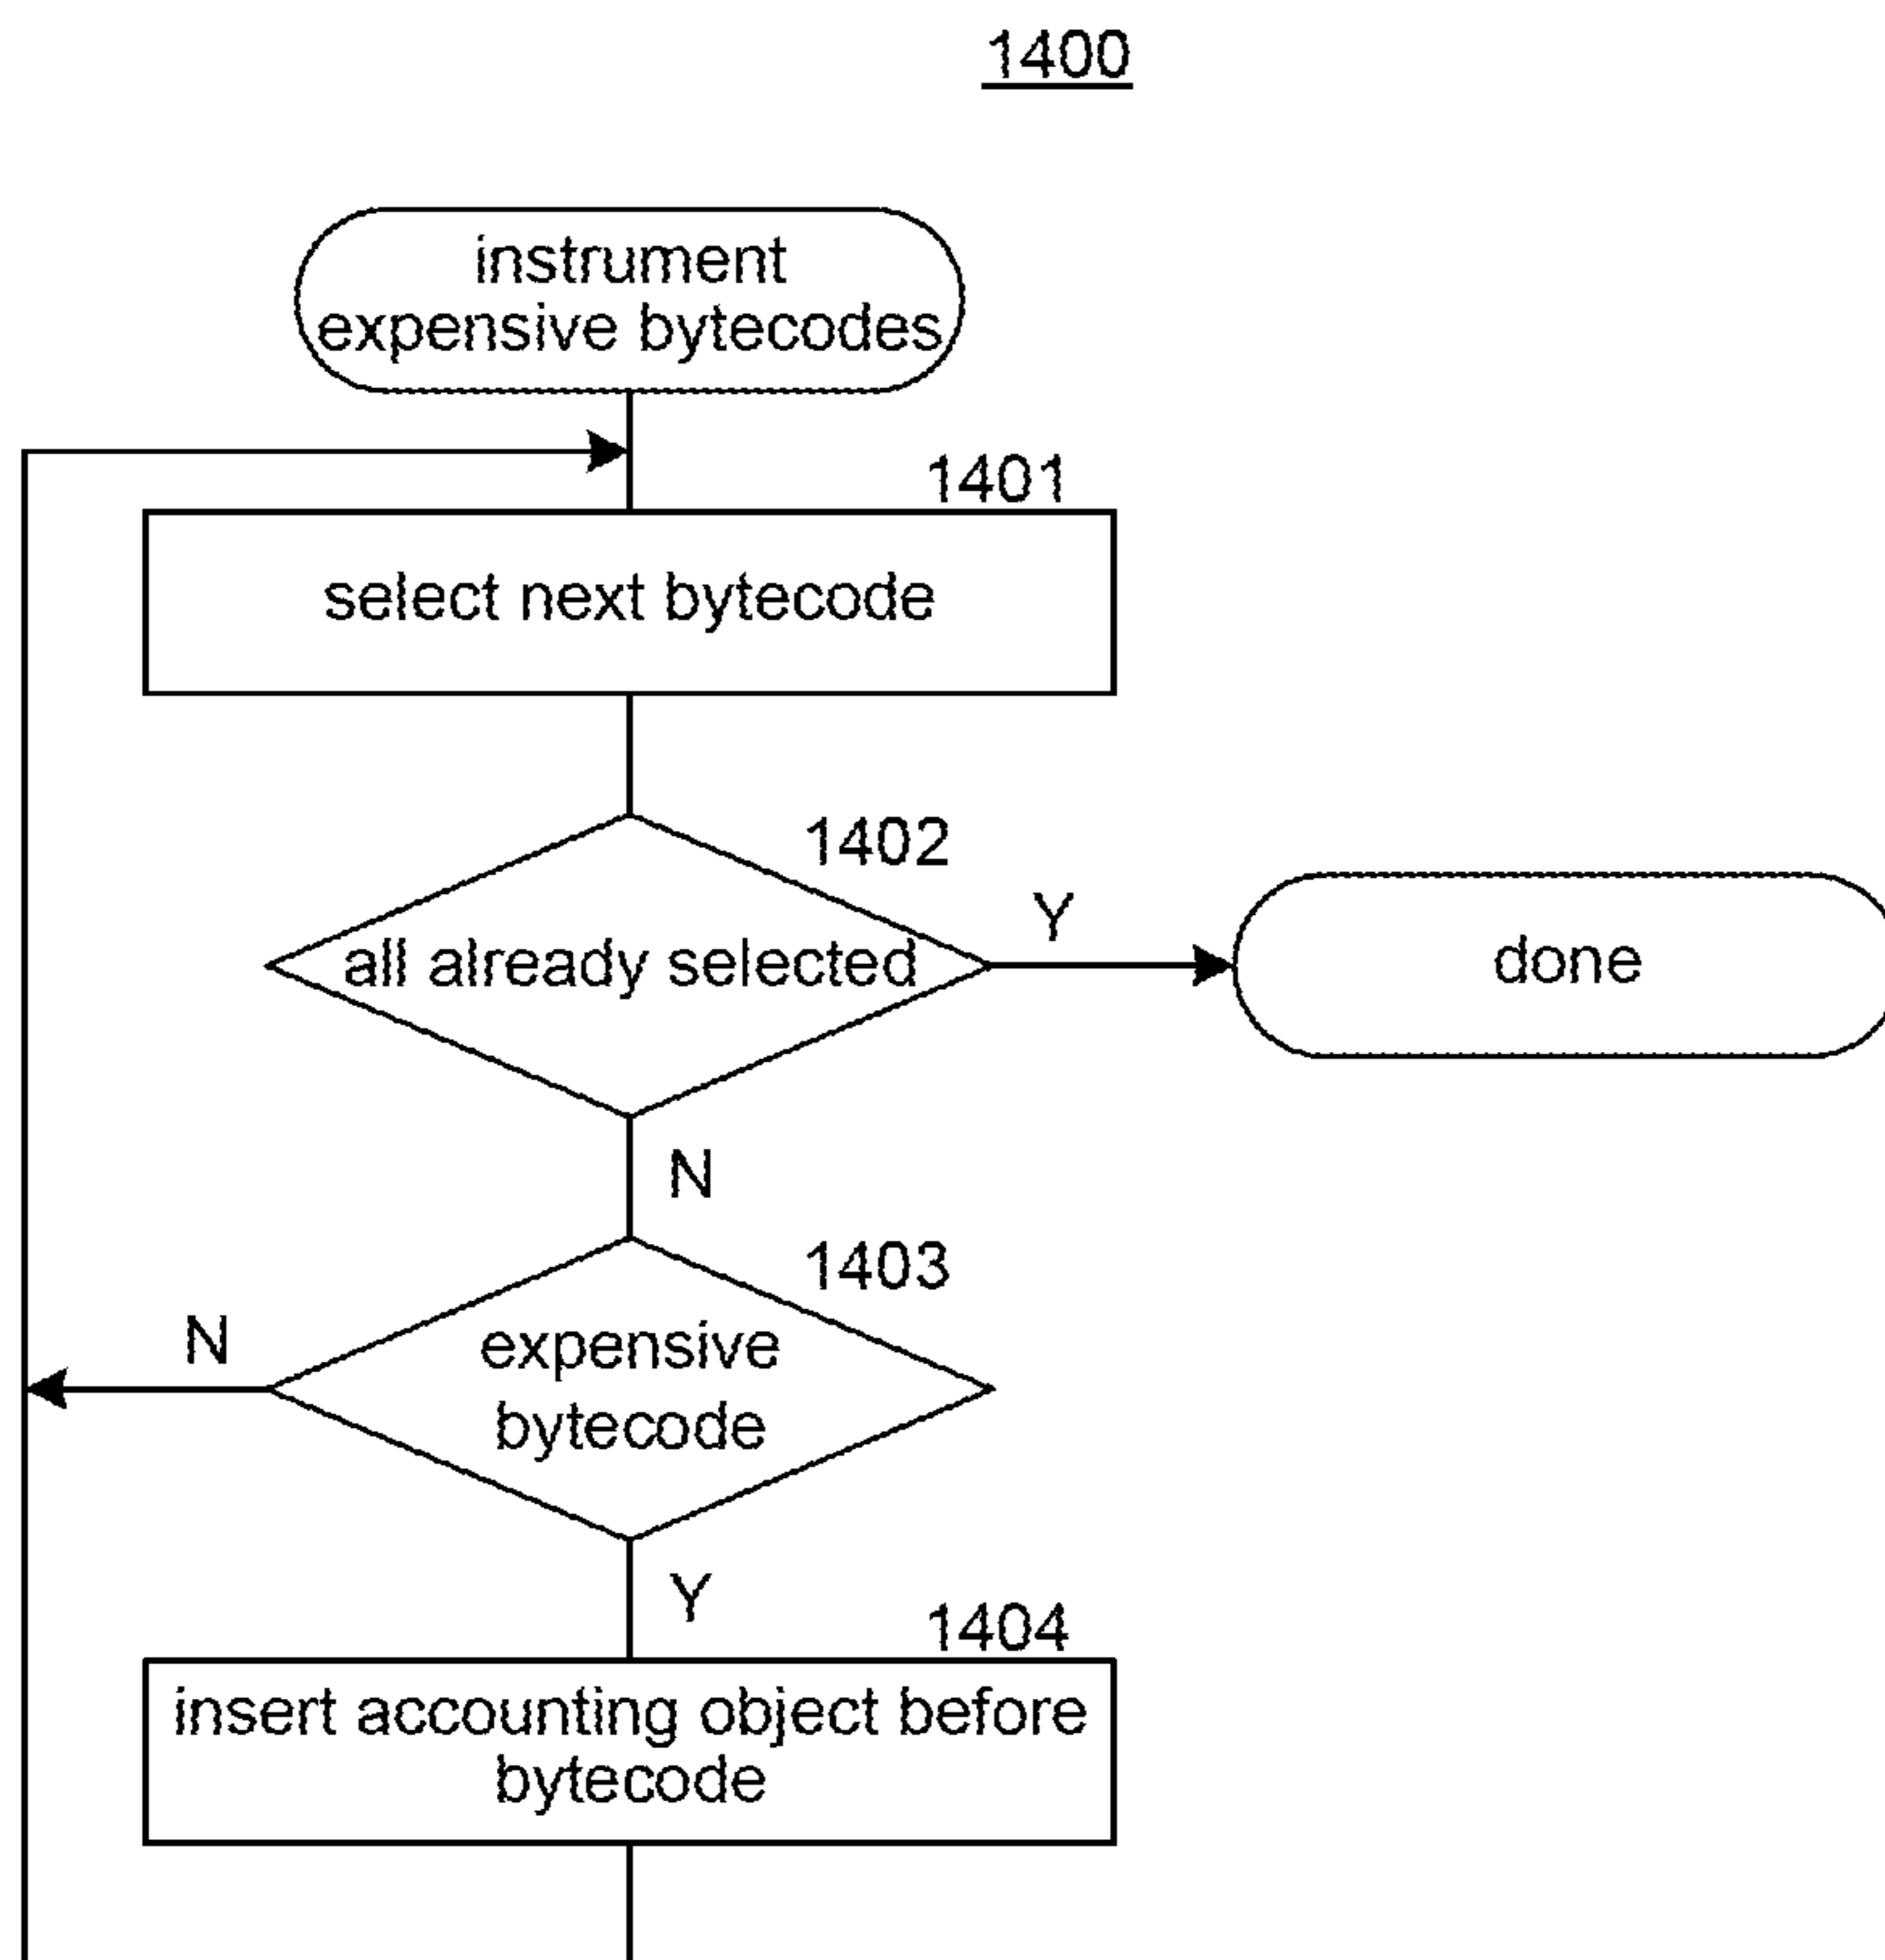 1400
instrument
expensive bytecodes
1401
select next bytecode
1402
all already selected
Y
done
N
1403
N
expensive
bytecode
Y
1404
insert accounting object before
bytecode